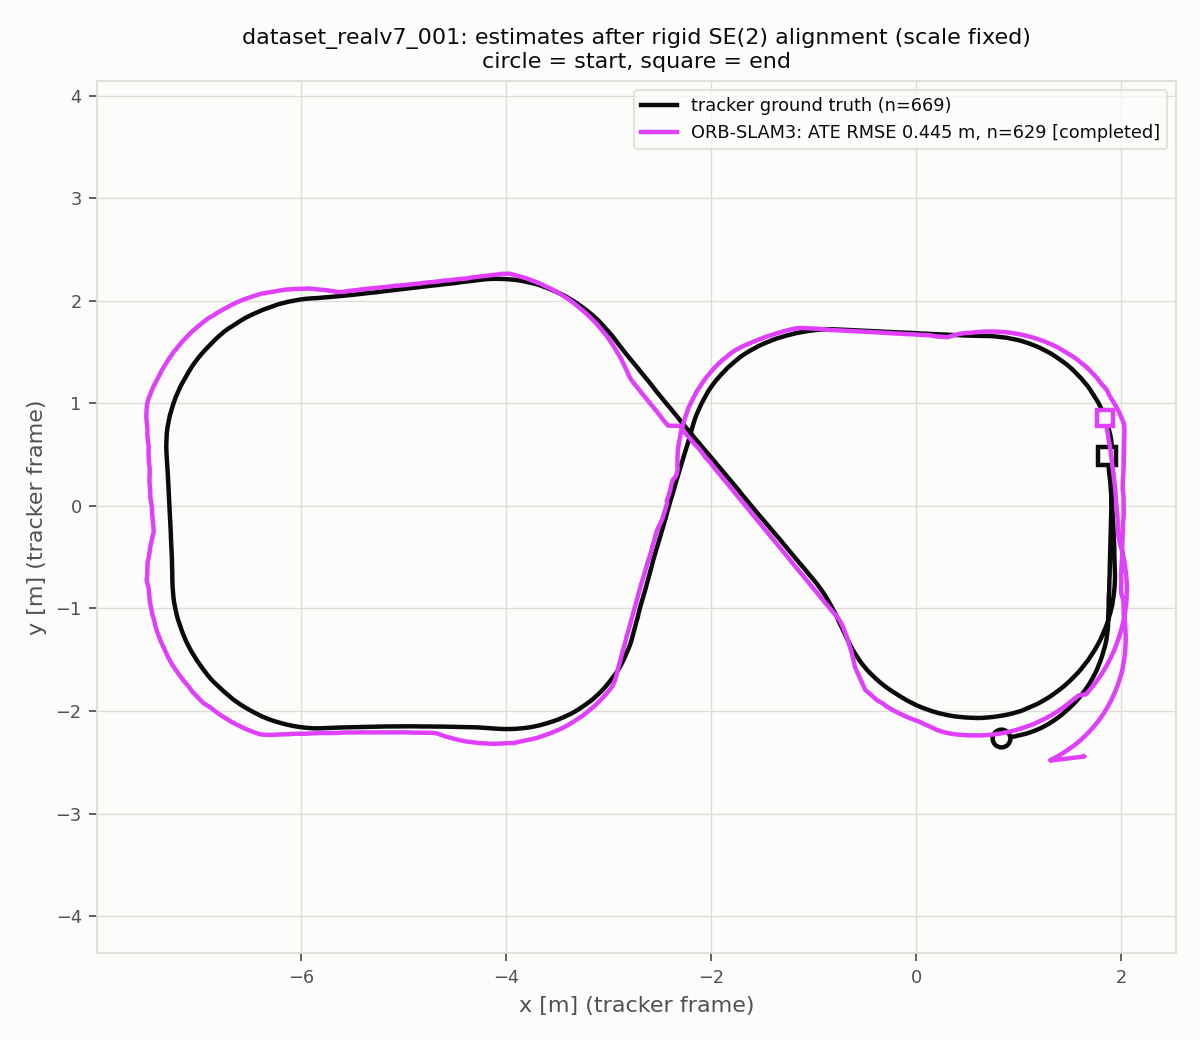 dataset_realv7_001: estimates after rigid SE(2) alignment (scale fixed)
circle = start, square = end
tracker ground truth (n=669)
ORB-SLAM3: ATE RMSE 0.445 m, n=629 [completed]
4
3
2
1
0
−1
−2
−3
−4
y [m] (tracker frame)
−6
−4
−2
0
2
x [m] (tracker frame)